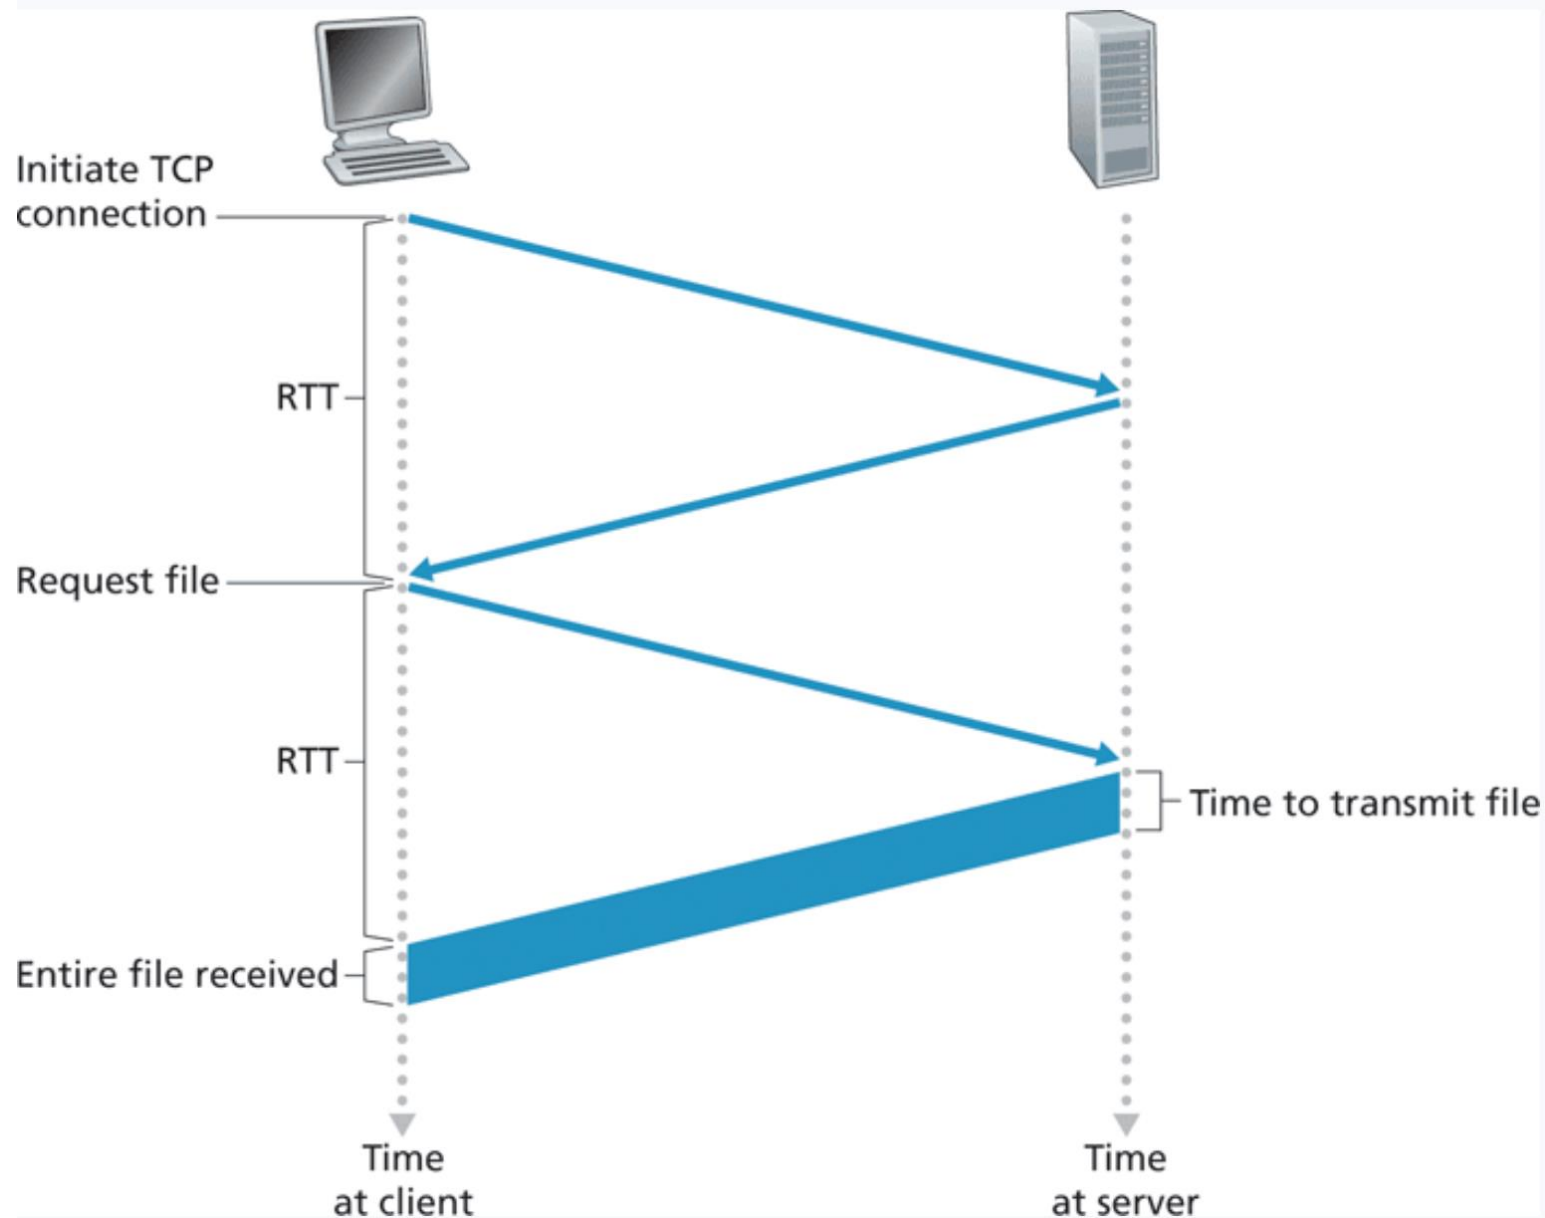 Initiate TCP
connection
RTT
Request file
RTT
Time to transmit file
Entire file received
Time
at client
Time
at server